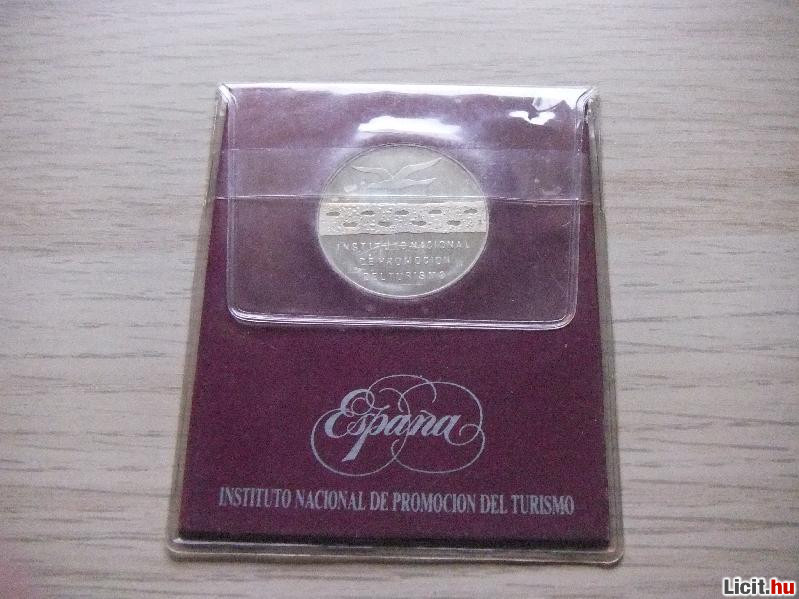 INSTITUTO NACIONAL
DE PROMOCION
DEL TURISMO
España
INSTITUTO NACIONAL DE PROMOCION DEL TURISMO
Licit.hu